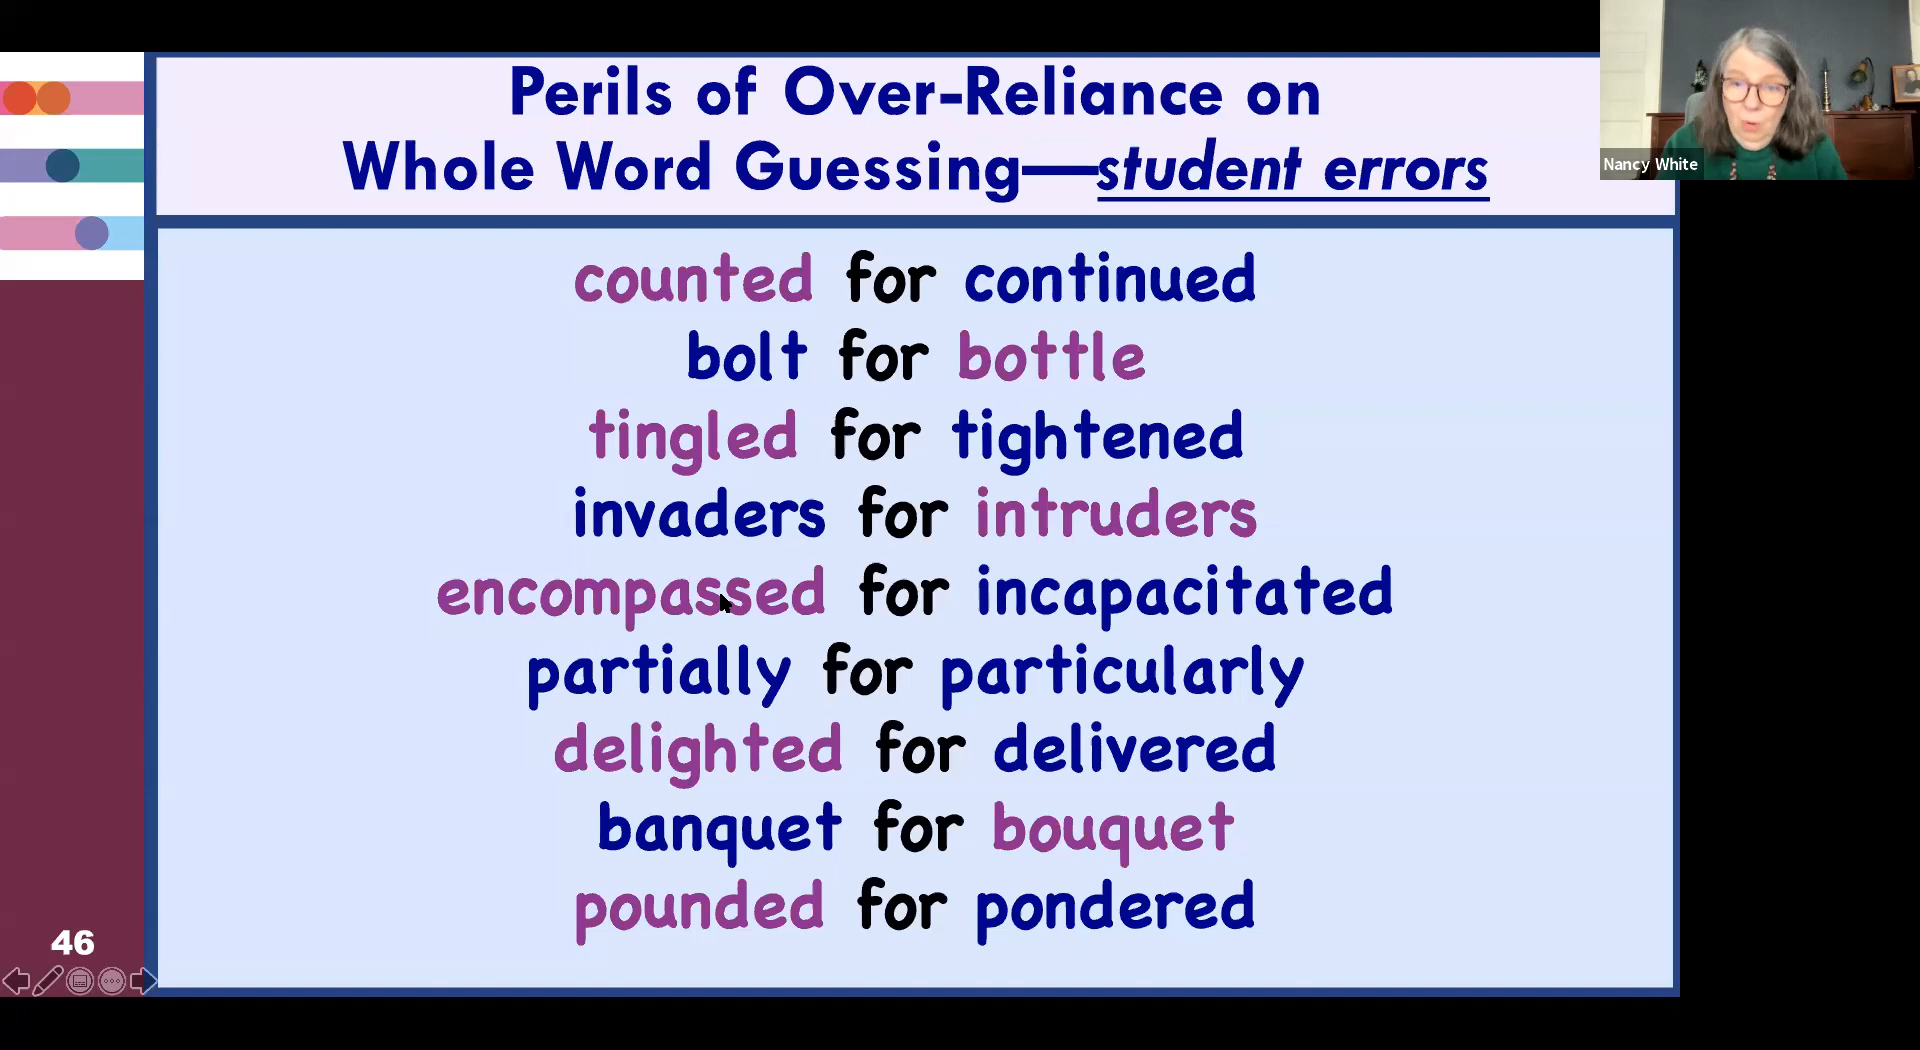 Perils of Over-Reliance on
Whole Word Guessing—student errors
Nancy White
counted for continued
bolt for bottle
tingled for tightened
invaders for intruders
encompassed for incapacitated
partially for particularly
delighted for delivered
banquet for bouquet
pounded for pondered
46